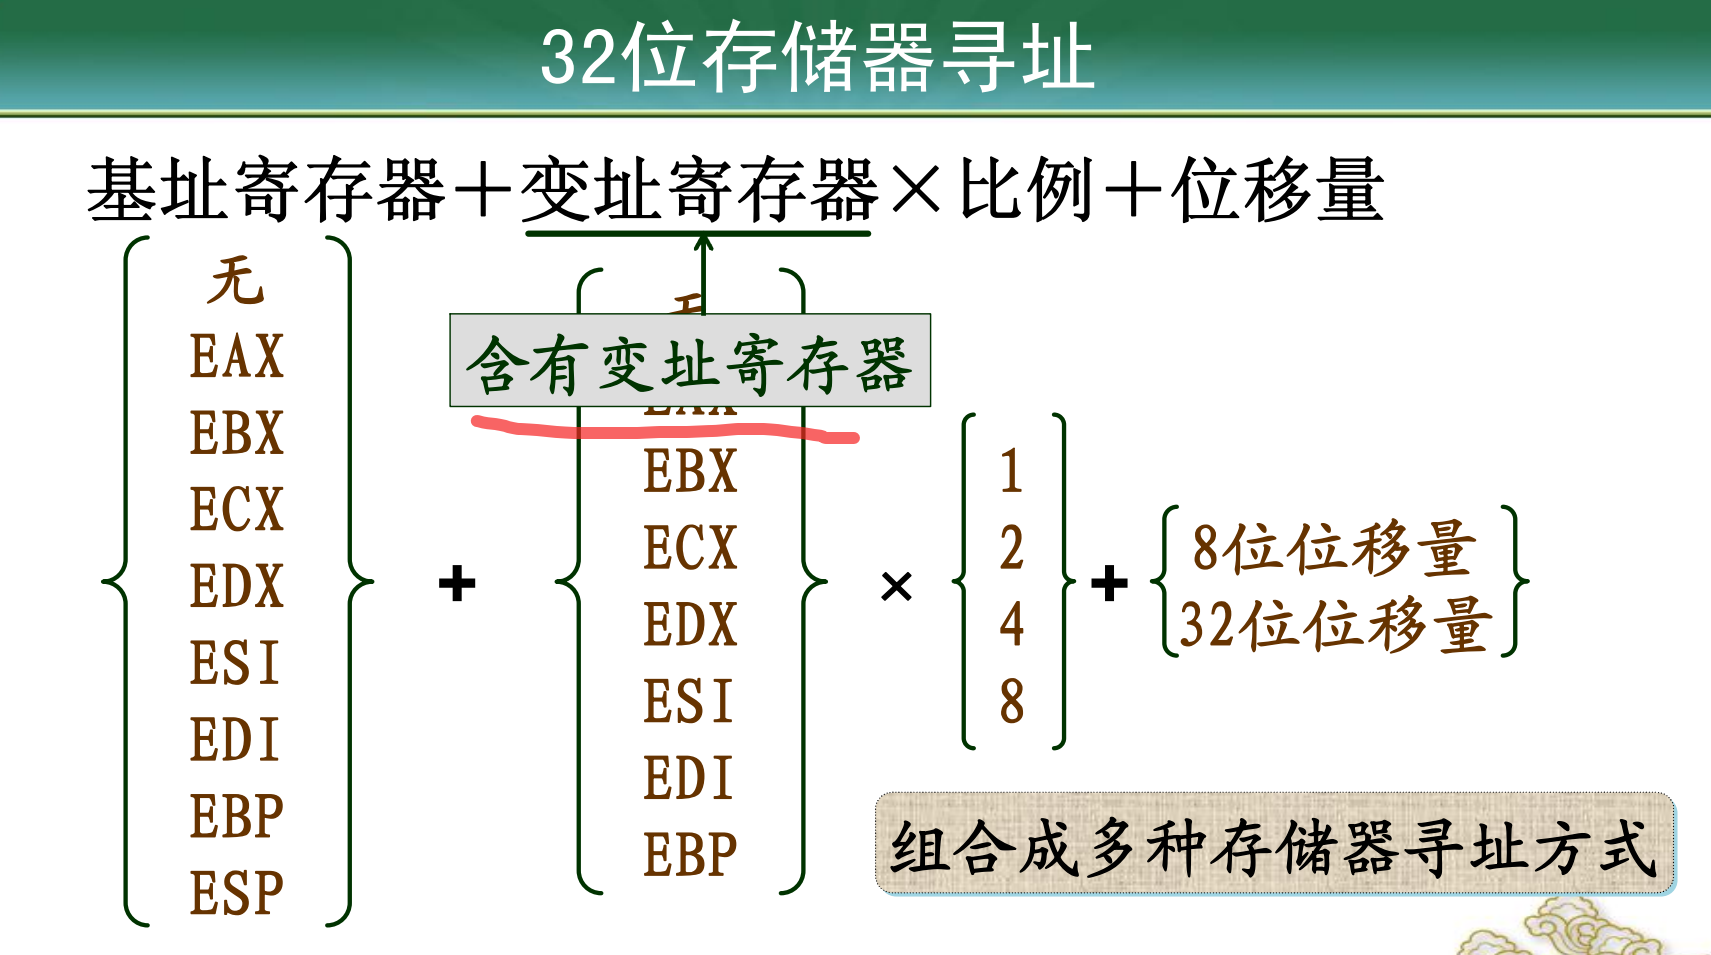 32位存储器寻址
基址寄存器＋变址寄存器×比例＋位移量
无
EAX
EBX
ECX
EDX
ESI
EDI
EBP
ESP
+
含有变址寄存器
EBX
ECX
EDX
ESI
EDI
EBP
×
1
2
4
8
+
8位位移量
32位位移量
组合成多种存储器寻址方式